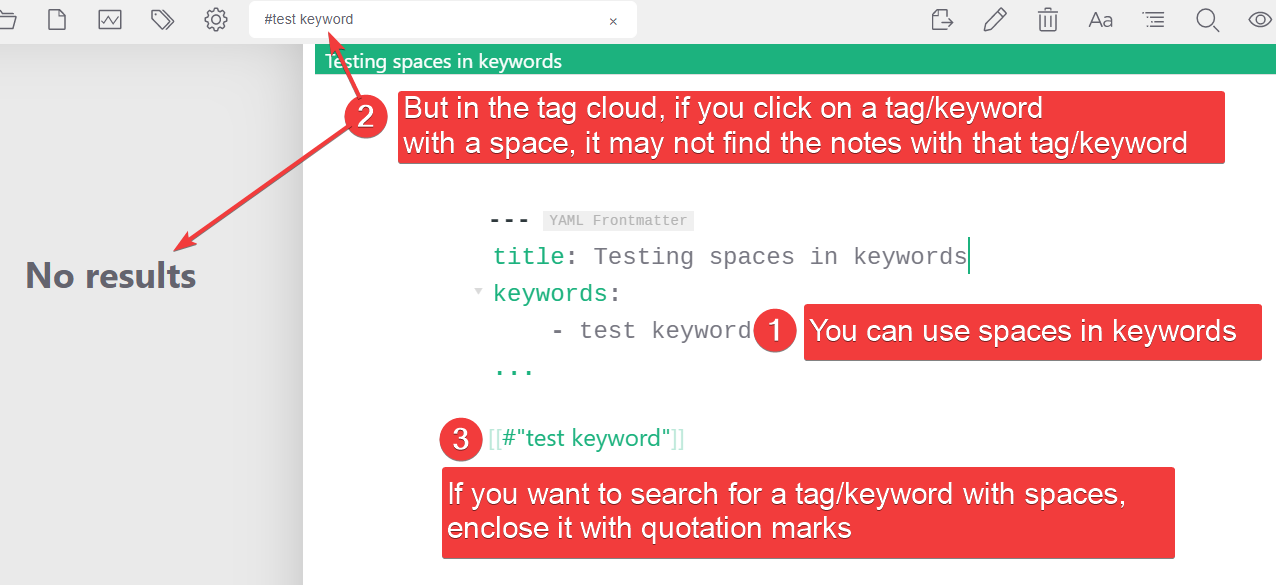 #test keyword ×
Aa
Testing spaces in keywords
2
But in the tag cloud, if you click on a tag/keyword
with a space, it may not find the notes with that tag/keyword
--- YAML Frontmatter
title: Testing spaces in keywords
No results
keywords:
- test keyword
1
You can use spaces in keywords
...
3
[[#"test keyword"]]
If you want to search for a tag/keyword with spaces,
enclose it with quotation marks